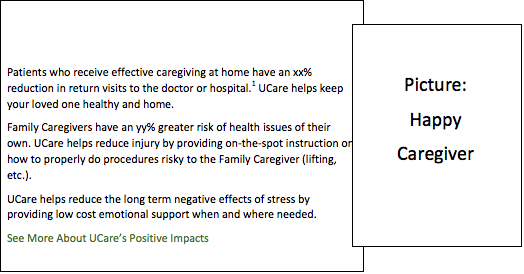 Patients who receive effective caregiving at home have an xx%
reduction in return visits to the doctor or hospital.¹ UCare helps keep
your loved one healthy and home.
Family Caregivers have an yy% greater risk of health issues of their
own. UCare helps reduce injury by providing on-the-spot instruction on
how to properly do procedures risky to the Family Caregiver (lifting,
etc.).
UCare helps reduce the long term negative effects of stress by
providing low cost emotional support when and where needed.
See More About UCare’s Positive Impacts
Picture:
Happy
Caregiver